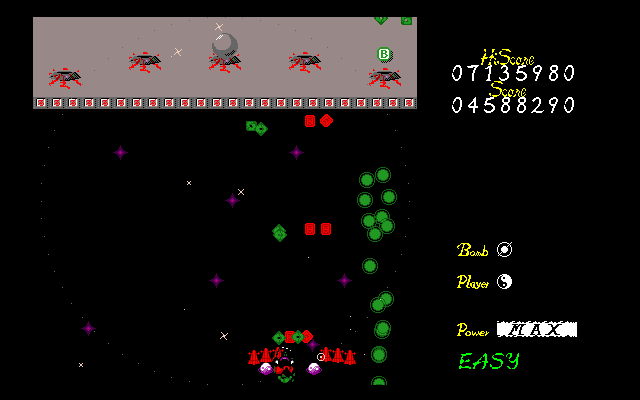 B
HiScore
07135980
Score
04588290
Bomb
Player
Power MAX
EASY